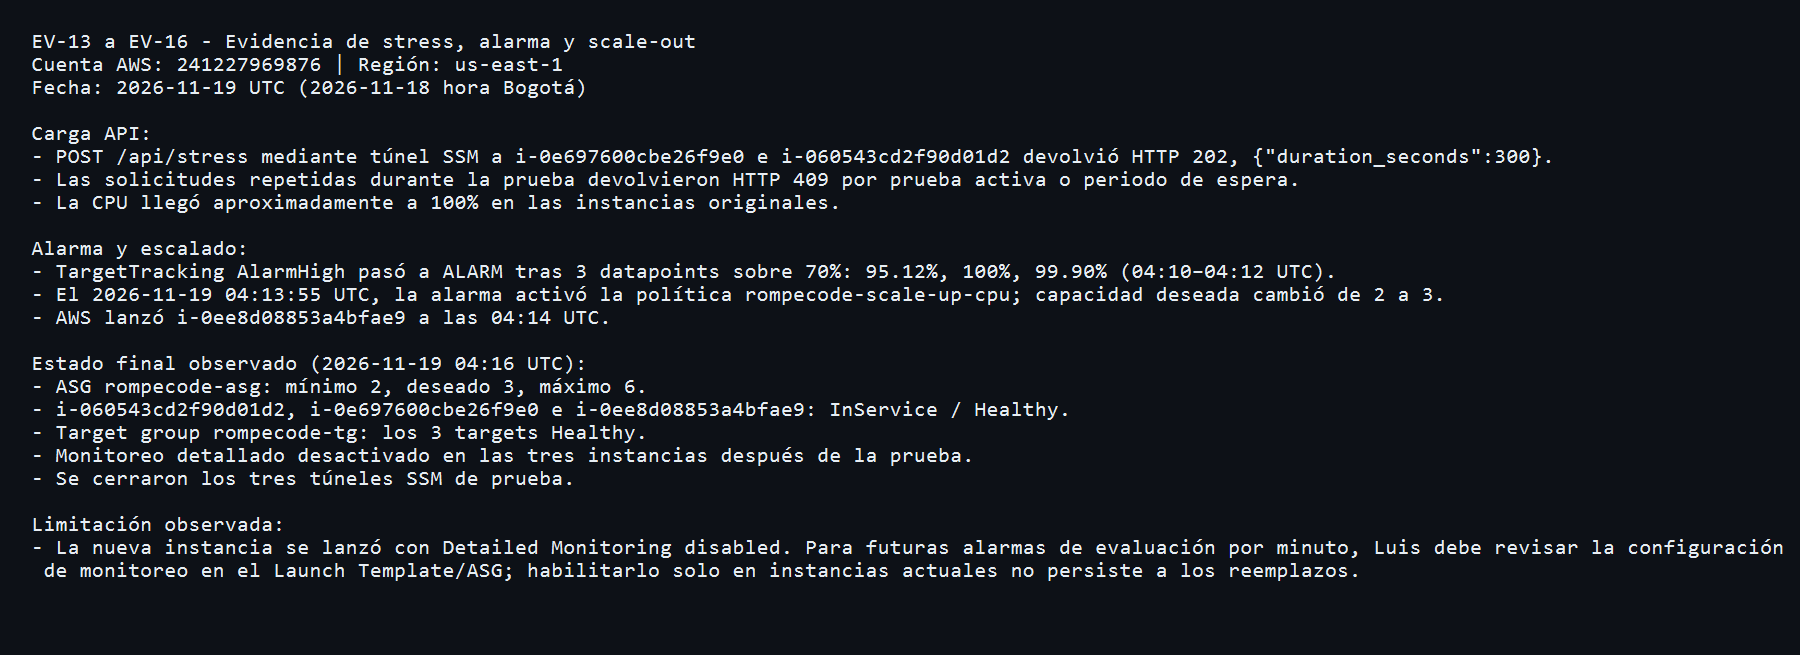 EV-13 a EV-16 - Evidencia de stress, alarma y scale-out
Cuenta AWS: 241227969876 | Región: us-east-1
Fecha: 2026-11-19 UTC (2026-11-18 hora Bogotá)
Carga API:
- POST /api/stress mediante túnel SSM a i-0e697600cbe26f9e0 e i-060543cd2f90d01d2 devolvió HTTP 202, {"duration_seconds":300}.
- Las solicitudes repetidas durante la prueba devolvieron HTTP 409 por prueba activa o periodo de espera.
- La CPU llegó aproximadamente a 100% en las instancias originales.
Alarma y escalado:
- TargetTracking AlarmHigh pasó a ALARM tras 3 datapoints sobre 70%: 95.12%, 100%, 99.90% (04:10–04:12 UTC).
- El 2026-11-19 04:13:55 UTC, la alarma activó la política rompecode-scale-up-cpu; capacidad deseada cambió de 2 a 3.
- AWS lanzó i-0ee8d08853a4bfae9 a las 04:14 UTC.
Estado final observado (2026-11-19 04:16 UTC):
- ASG rompecode-asg: mínimo 2, deseado 3, máximo 6.
- i-060543cd2f90d01d2, i-0e697600cbe26f9e0 e i-0ee8d08853a4bfae9: InService / Healthy.
- Target group rompecode-tg: los 3 targets Healthy.
- Monitoreo detallado desactivado en las tres instancias después de la prueba.
- Se cerraron los tres túneles SSM de prueba.
Limitación observada:
- La nueva instancia se lanzó con Detailed Monitoring disabled. Para futuras alarmas de evaluación por minuto, Luis debe revisar la configuración
de monitoreo en el Launch Template/ASG; habilitarlo solo en instancias actuales no persiste a los reemplazos.